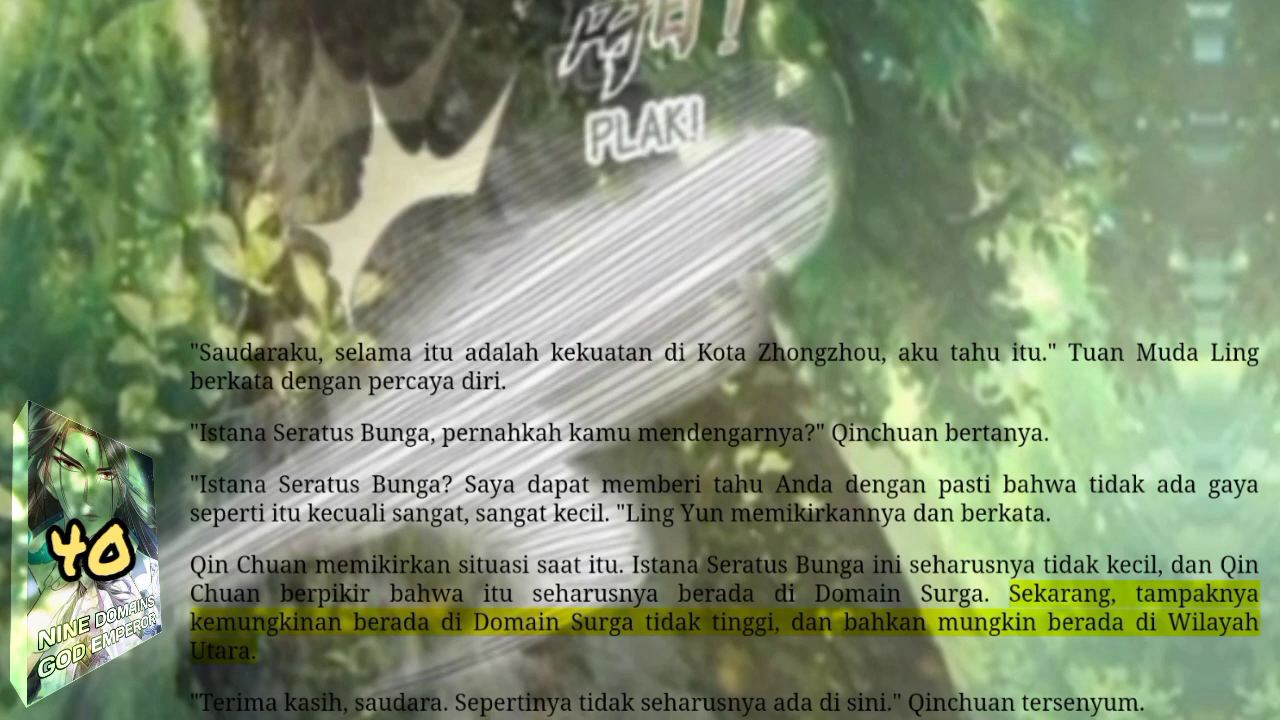 PLAK!
"Saudaraku, selama itu adalah kekuatan di Kota Zhongzhou, aku tahu itu." Tuan Muda Ling
berkata dengan percaya diri.
"Istana Seratus Bunga, pernahkah kamu mendengarnya?" Qinchuan bertanya.
"Istana Seratus Bunga? Saya dapat memberi tahu Anda dengan pasti bahwa tidak ada gaya
seperti itu kecuali sangat, sangat kecil. "Ling Yun memikirkannya dan berkata.
Qin Chuan memikirkan situasi saat itu. Istana Seratus Bunga ini seharusnya tidak kecil, dan Qin
Chuan berpikir bahwa itu seharusnya berada di Domain Surga. Sekarang, tampaknya
kemungkinan berada di Domain Surga tidak tinggi, dan bahkan mungkin berada di Wilayah
Utara.
"Terima kasih, saudara. Sepertinya tidak seharusnya ada di sini." Qinchuan tersenyum.
40
NINE DOMAINS
GOD EMPEROR